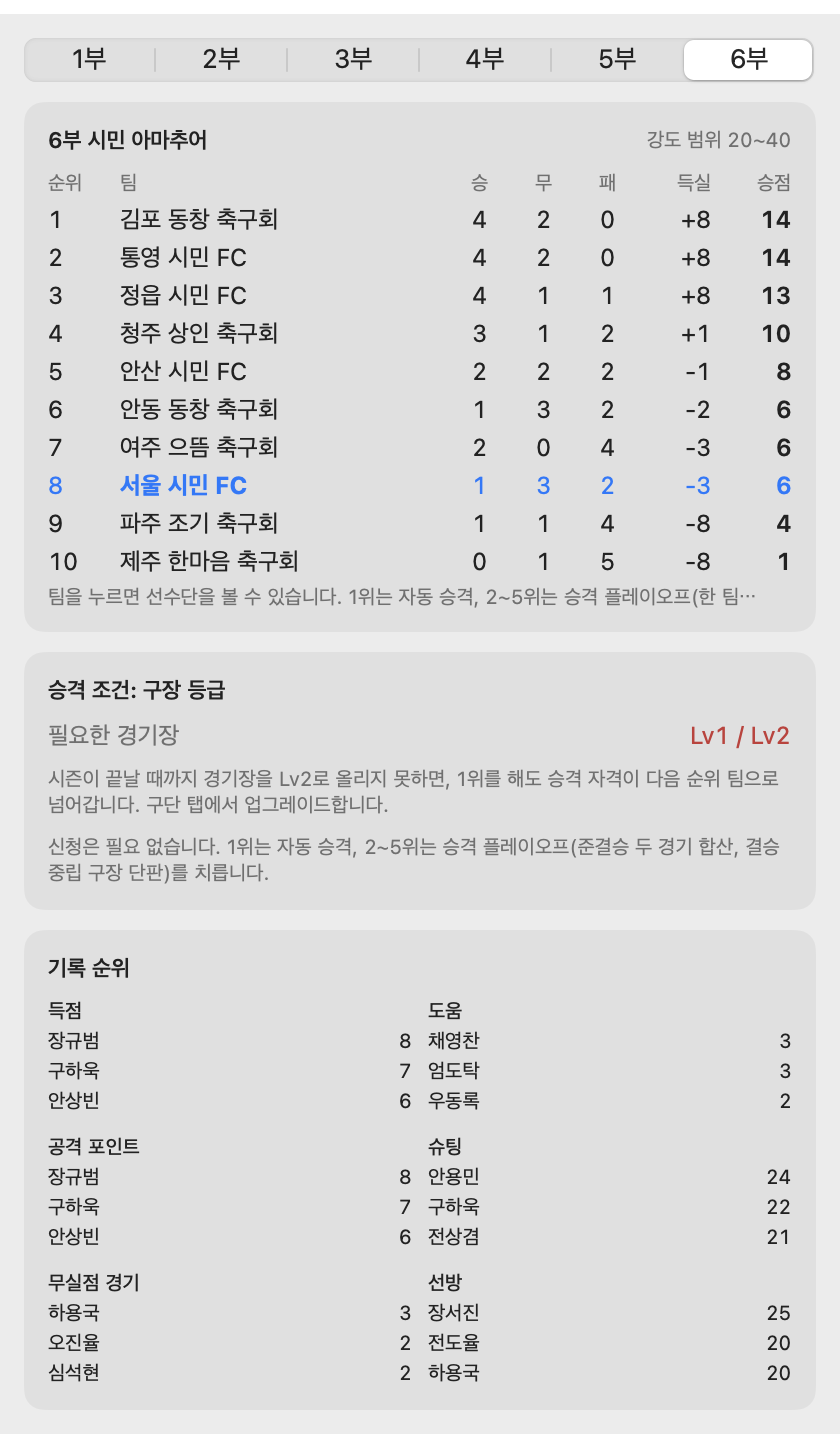 1부 2부 3부 4부 5부 6부
6부 시민 아마추어 강도 범위 20~40
순위 팀 승 무 패 득실 승점
1 김포 동창 축구회 4 2 0 +8 14
2 통영 시민 FC 4 2 0 +8 14
3 정읍 시민 FC 4 1 1 +8 13
4 청주 상인 축구회 3 1 2 +1 10
5 안산 시민 FC 2 2 2 -1 8
6 안동 동창 축구회 1 3 2 -2 6
7 여주 으뜸 축구회 2 0 4 -3 6
8 서울 시민 FC 1 3 2 -3 6
9 파주 조기 축구회 1 1 4 -8 4
10 제주 한마음 축구회 0 1 5 -8 1
팀을 누르면 선수단을 볼 수 있습니다. 1위는 자동 승격, 2~5위는 승격 플레이오프(한 팀…
승격 조건: 구장 등급
필요한 경기장 Lv1 / Lv2
시즌이 끝날 때까지 경기장을 Lv2로 올리지 못하면, 1위를 해도 승격 자격이 다음 순위 팀으로
넘어갑니다. 구단 탭에서 업그레이드합니다.
신청은 필요 없습니다. 1위는 자동 승격, 2~5위는 승격 플레이오프(준결승 두 경기 합산, 결승
중립 구장 단판)를 치릅니다.
기록 순위
득점 도움
장규범 8 채영찬 3
구하욱 7 엄도탁 3
안상빈 6 우동록 2
공격 포인트 슈팅
장규범 8 안용민 24
구하욱 7 구하욱 22
안상빈 6 전상겸 21
무실점 경기 선방
하용국 3 장서진 25
오진율 2 전도율 20
심석현 2 하용국 20